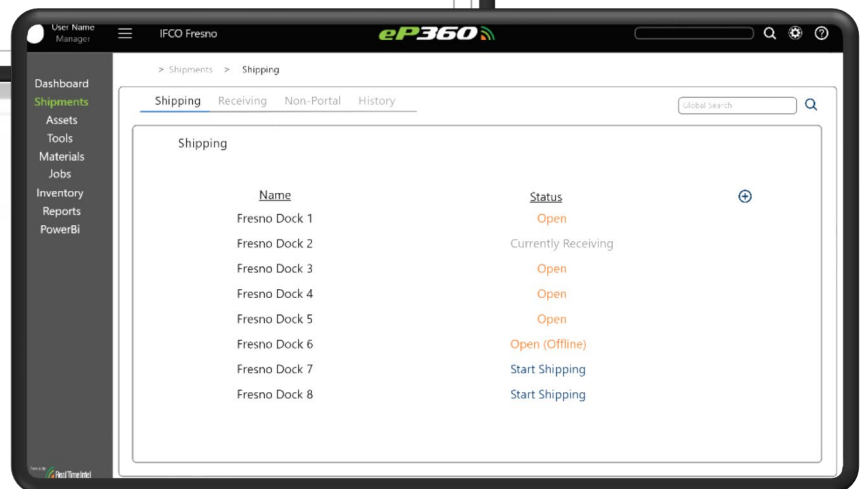 User Name
Manager
IFCO Fresno
eP360
> Shipments > Shipping
Dashboard
Shipments
Assets
Tools
Materials
Jobs
Inventory
Reports
PowerBi
Shipping Receiving Non-Portal History
Global Search
Shipping
Name Status
Fresno Dock 1 Open
Fresno Dock 2 Currently Receiving
Fresno Dock 3 Open
Fresno Dock 4 Open
Fresno Dock 5 Open
Fresno Dock 6 Open (Offline)
Fresno Dock 7 Start Shipping
Fresno Dock 8 Start Shipping
Real Time Intel